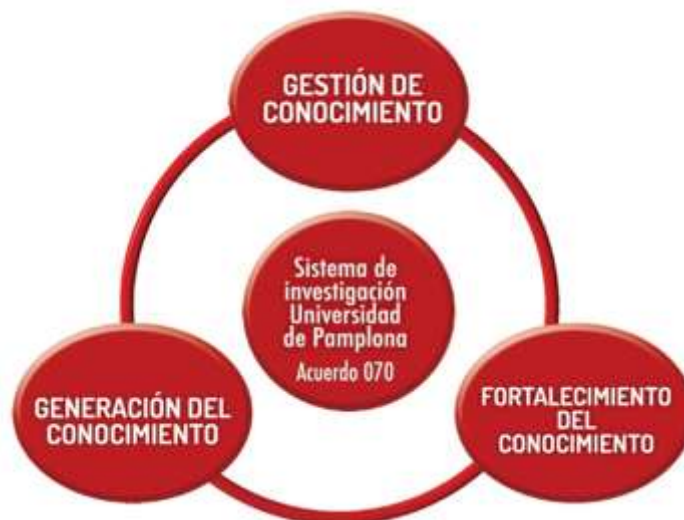 GESTIÓN DE
CONOCIMIENTO
Sistema de
investigación
Universidad
de Pamplona
Acuerdo 070
GENERACIÓN DEL
CONOCIMIENTO
FORTALECIMIENTO
DEL
CONOCIMIENTO